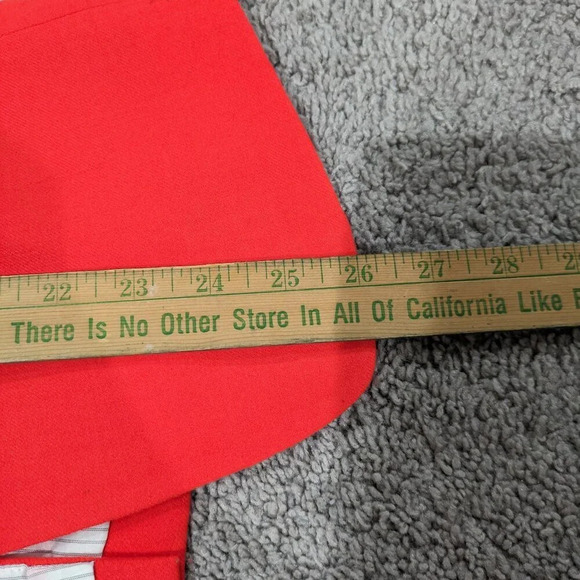 22 23 24 25 26 27 28
There Is No Other Store In All Of California Like